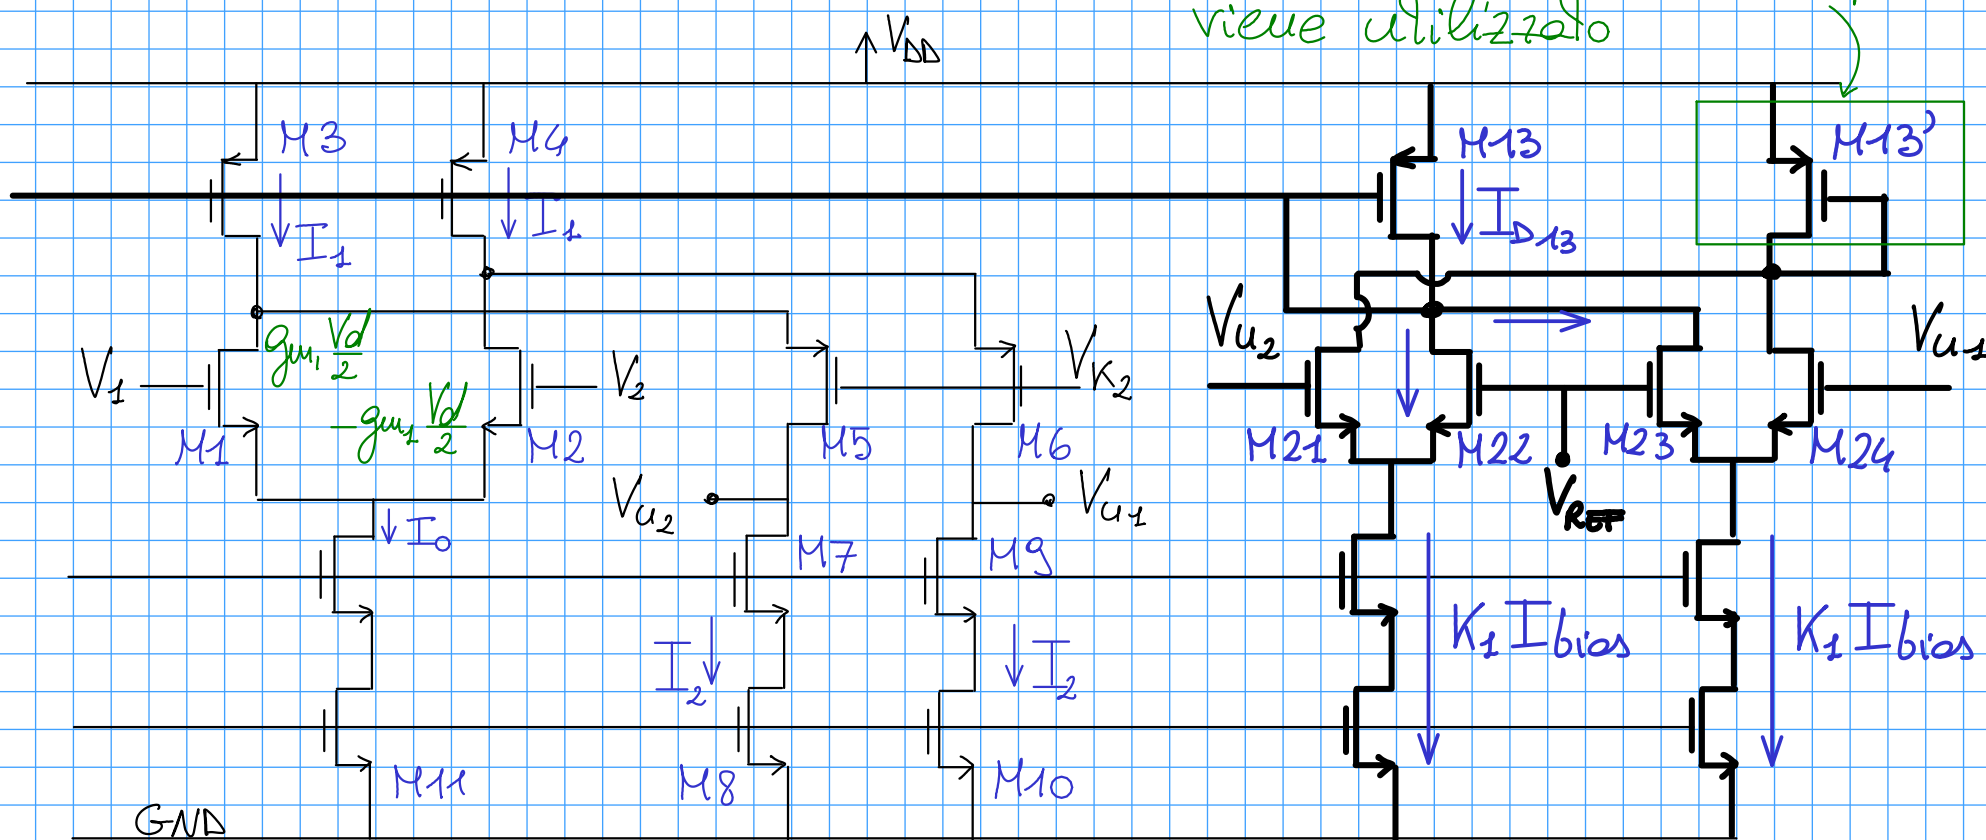 viene utilizzato
VDD
M3
M4
M13
M13'
I1
I1
ID13
Vu2
Vu1
gm1 Vd/2
V1
V2
VK2
-gm1 Vd/2
M1
M2
M5
M6
M21
M22
M23
M24
Vu2
Vu1
VREF
I0
M7
M9
I2
I2
K1 Ibias
K1 Ibias
M11
M8
M10
GND